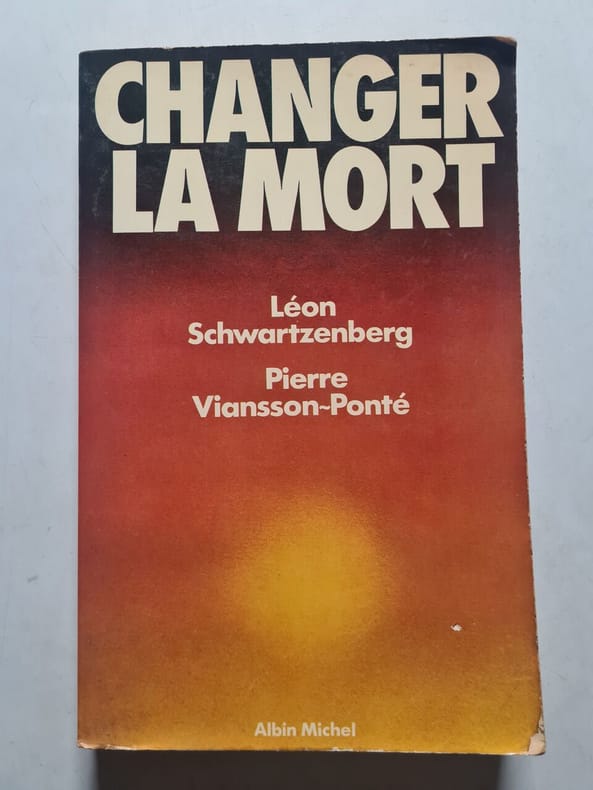 CHANGER
LA MORT
Léon
Schwartzenberg
Pierre
Viansson~Ponté
Albin Michel